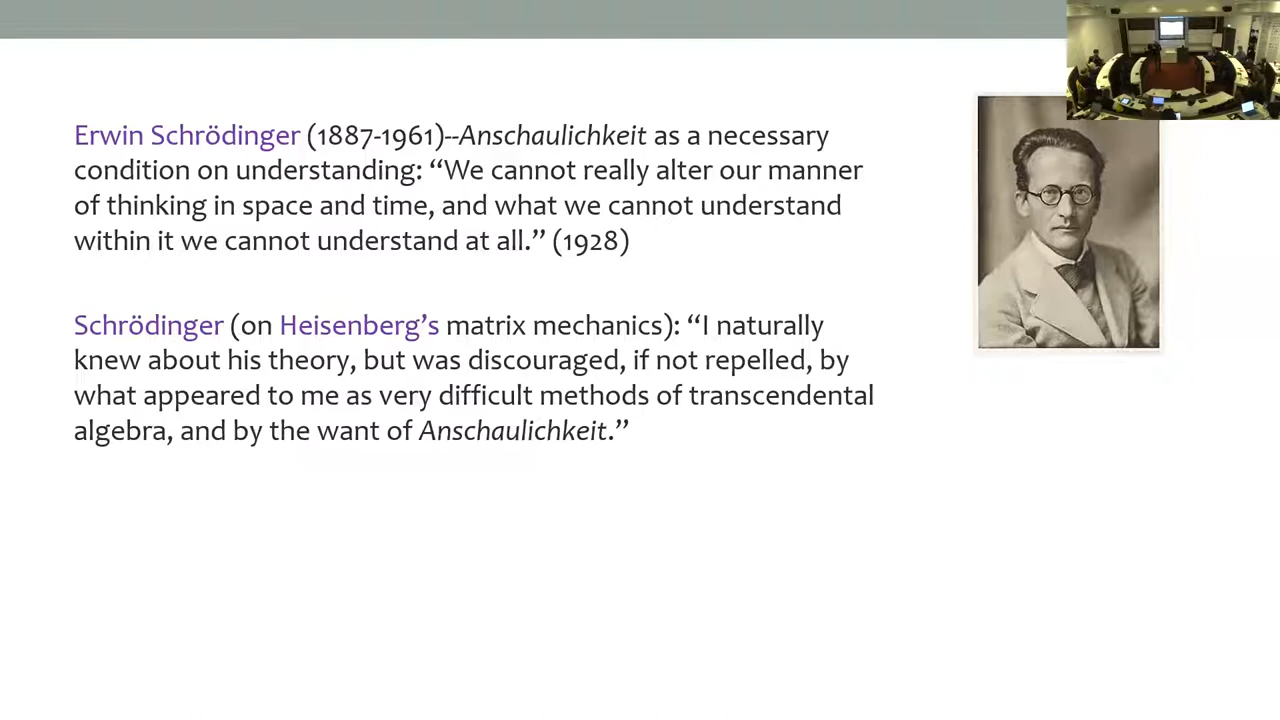 Erwin Schrödinger (1887-1961)--Anschaulichkeit as a necessary
condition on understanding: “We cannot really alter our manner
of thinking in space and time, and what we cannot understand
within it we cannot understand at all.” (1928)
Schrödinger (on Heisenberg’s matrix mechanics): “I naturally
knew about his theory, but was discouraged, if not repelled, by
what appeared to me as very difficult methods of transcendental
algebra, and by the want of Anschaulichkeit.”